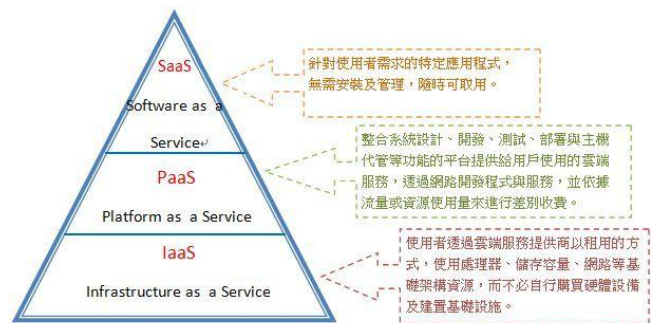 SaaS
Software as a
Service↵
針對使用者需求的特定應用程式，
無需安裝及管理，隨時可取用。
PaaS
Platform as a Service
整合系統設計、開發、測試、部署與主機
代管等功能的平台提供給用戶使用的雲端
服務，透過網路開發程式與服務，並依據
流量或資源使用量來進行差別收費。
IaaS
Infrastructure as a Service
使用者透過雲端服務提供商以租用的方
式，使用處理器、儲存容量、網路等基
礎架構資源，而不必自行購買硬體設備
及建置基礎設施。